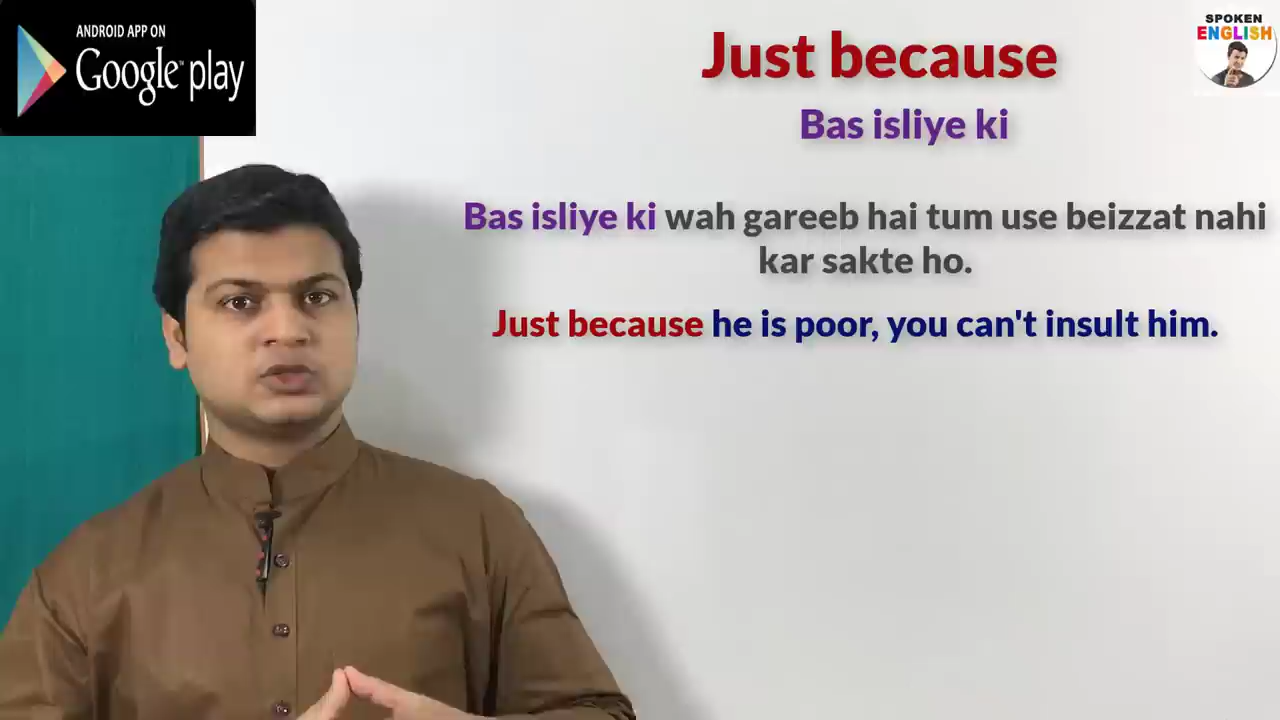 ANDROID APP ON
Google play
SPOKEN
ENGLISH
Just because
Bas isliye ki
Bas isliye ki wah gareeb hai tum use beizzat nahi
kar sakte ho.
Just because he is poor, you can't insult him.